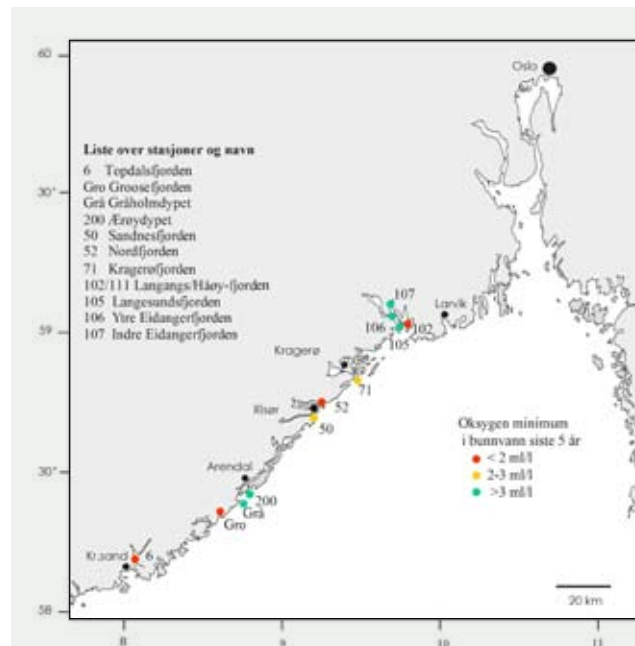 60
Oslo
Liste over stasjoner og navn
6 Topdalsfjorden
Gro Groosefjorden
Grå Gråholmdypet
200 Ærøydypet
50 Sandnesfjorden
52 Nordfjorden
71 Kragerøfjorden
102/111 Langangs/Håøy-fjorden
105 Langesundsfjorden
106 Ytre Eidangerfjorden
107 Indre Eidangerfjorden
30"
107
Larvik
59
106
102
105
Kragerø
71
52
Risør
50
Oksygen minimum
i bunnvann siste 5 år
< 2 ml/l
2-3 ml/l
>3 ml/l
30"
Arendal
200
Grå
Gro
Kr.sand
6
20 km
58
8
9
10
11